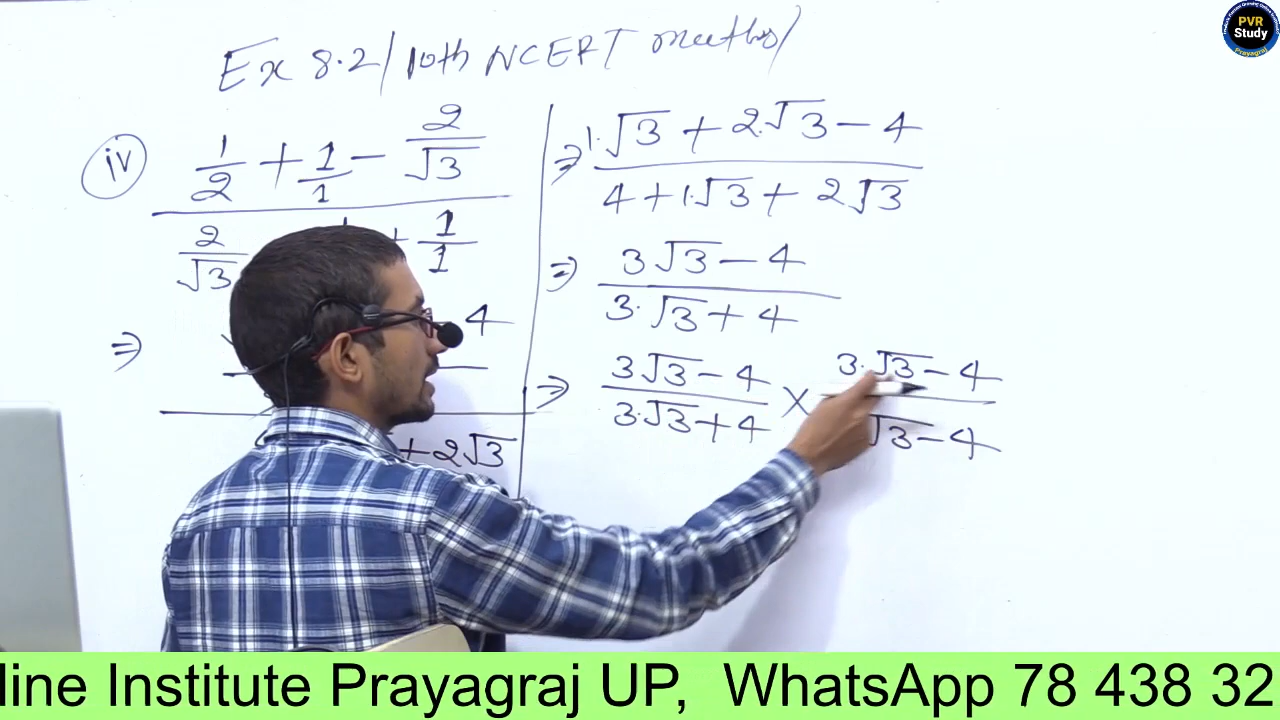 Ex 8.2/10th NCERT maths/
iv
1/2 + 1/1 - 2/√3
2/√3 + 1/1
⇒ 4
+2√3
⇒ 1.√3 + 2.√3 - 4
4 + 1.√3 + 2√3
⇒ 3√3 - 4
3.√3 + 4
⇒ 3√3 - 4 / 3.√3 + 4 × 3.√3 - 4 / √3 - 4
PVR
Study
Prayagraj
line Institute Prayagraj UP, WhatsApp 78 438 32